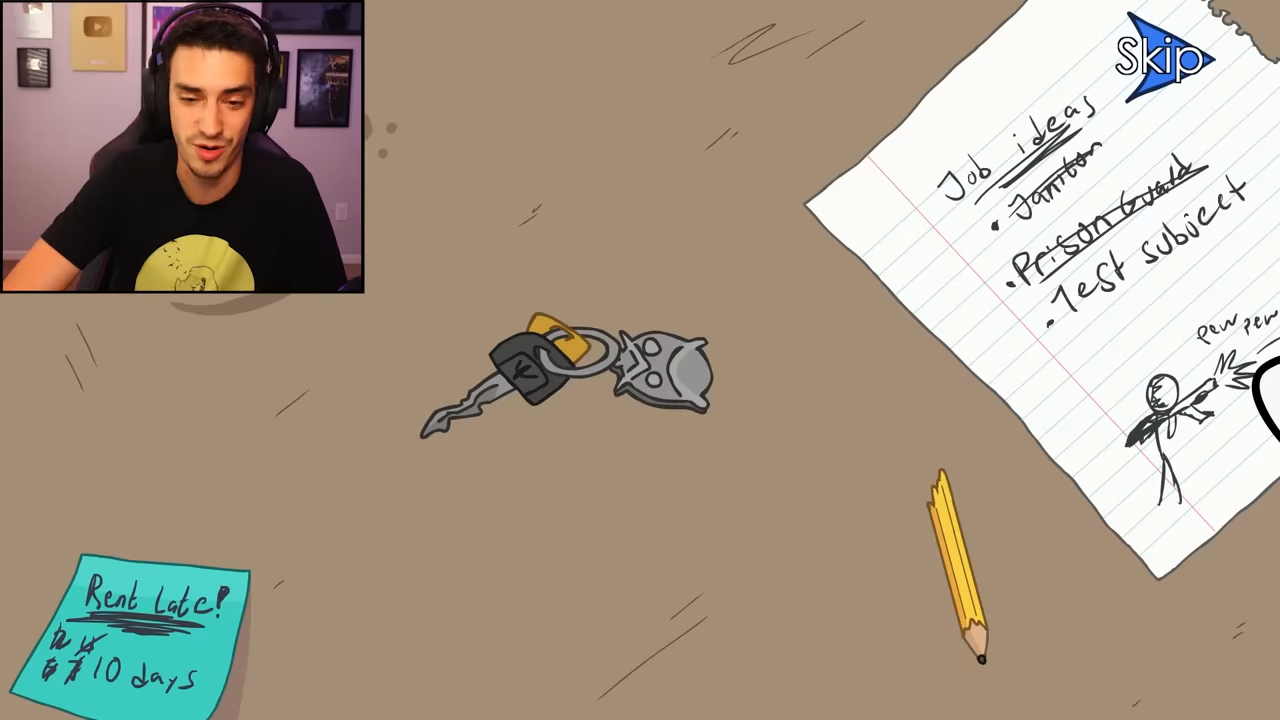 Skip
Job ideas
• Janitor
• Prison Guard
• Test subject
pew pew
Rent Late!
10 days